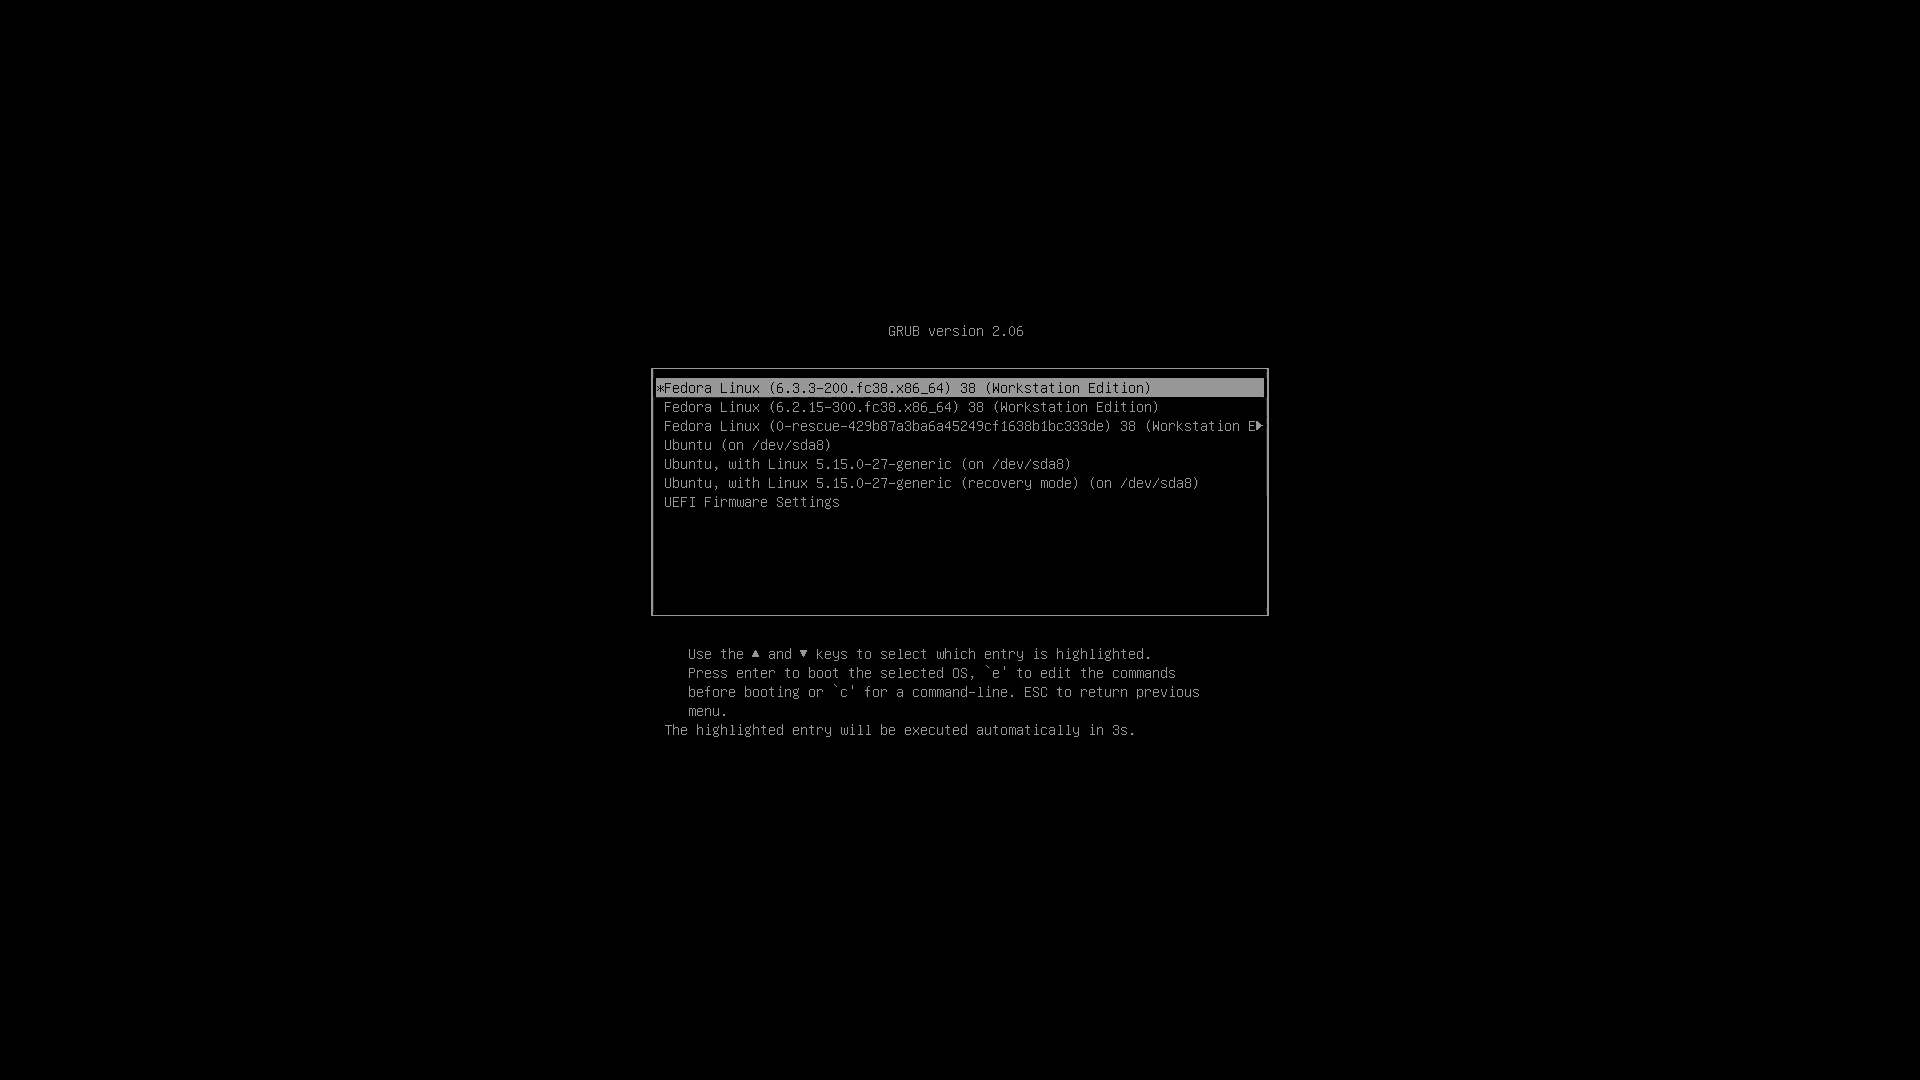 GRUB version 2.06
*Fedora Linux (6.3.3-200.fc38.x86_64) 38 (Workstation Edition)
Fedora Linux (6.2.15-300.fc38.x86_64) 38 (Workstation Edition)
Fedora Linux (0-rescue-429b87a3ba6a45249cf1638b1bc333de) 38 (Workstation E▶
Ubuntu (on /dev/sda8)
Ubuntu, with Linux 5.15.0-27-generic (on /dev/sda8)
Ubuntu, with Linux 5.15.0-27-generic (recovery mode) (on /dev/sda8)
UEFI Firmware Settings
Use the ▲ and ▼ keys to select which entry is highlighted.
Press enter to boot the selected OS, `e' to edit the commands
before booting or `c' for a command-line. ESC to return previous
menu.
The highlighted entry will be executed automatically in 3s.